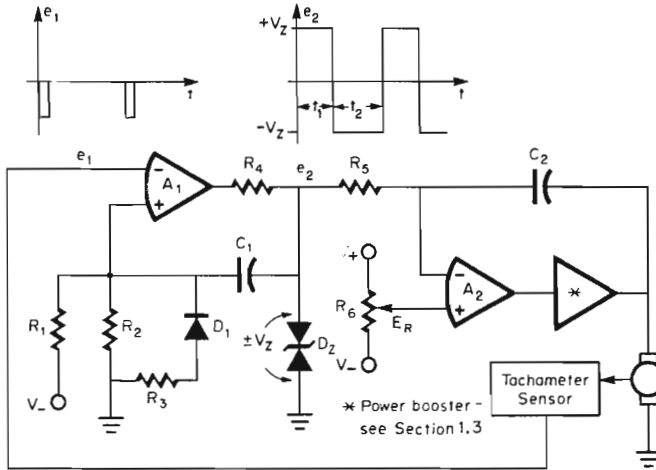 e1
t
+VZ
e2
t1
t2
t
−VZ
e1
−
A1
+
R4
e2
R5
C2
C1
V+
−
A2
+
*
R1
R2
D1
±VZ
DZ
R6
ER
V−
R3
V−
Tachometer
Sensor
* Power booster –
see Section 1.3